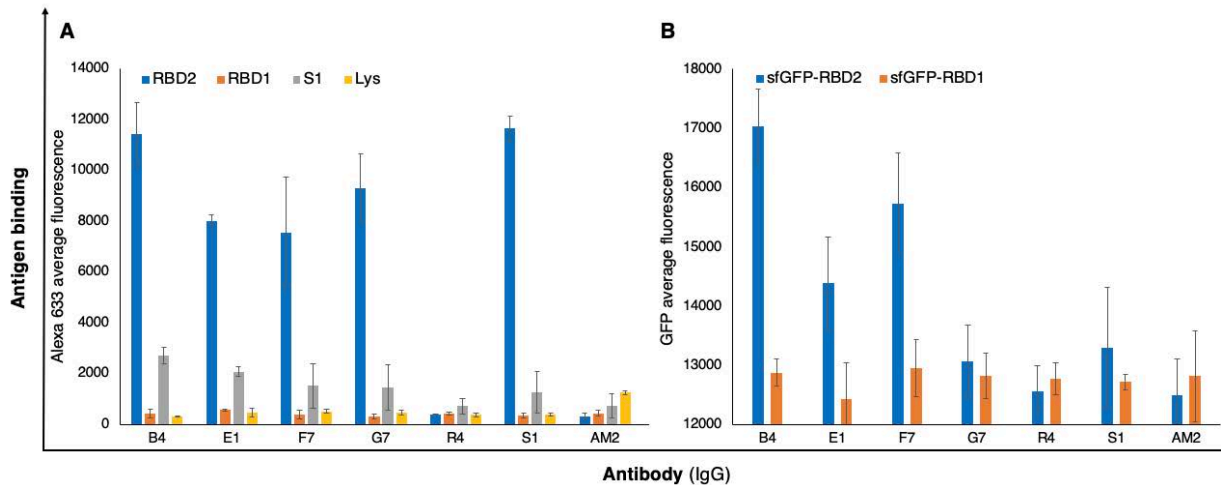 A
RBD2 RBD1 S1 Lys
14000
12000
10000
8000
6000
4000
2000
0
Alexa 633 average fluorescence
Antigen binding
B4 E1 F7 G7 R4 S1 AM2
B
sfGFP-RBD2 sfGFP-RBD1
18000
17000
16000
15000
14000
13000
12000
GFP average fluorescence
B4 E1 F7 G7 R4 S1 AM2
Antibody (IgG)